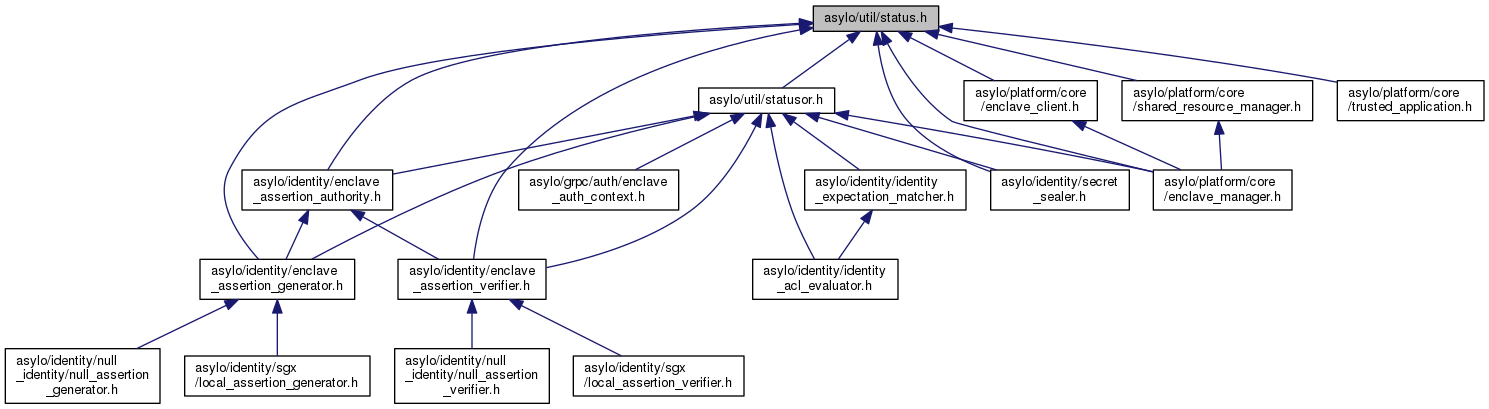 asylo/util/status.h
asylo/util/statusor.h
asylo/platform/core
/enclave_client.h
asylo/platform/core
/shared_resource_manager.h
asylo/platform/core
/trusted_application.h
asylo/identity/enclave
_assertion_authority.h
asylo/grpc/auth/enclave
_auth_context.h
asylo/identity/identity
_expectation_matcher.h
asylo/identity/secret
_sealer.h
asylo/platform/core
/enclave_manager.h
asylo/identity/enclave
_assertion_generator.h
asylo/identity/enclave
_assertion_verifier.h
asylo/identity/identity
_acl_evaluator.h
asylo/identity/null
_identity/null_assertion
_generator.h
asylo/identity/sgx
/local_assertion_generator.h
asylo/identity/null
_identity/null_assertion
_verifier.h
asylo/identity/sgx
/local_assertion_verifier.h